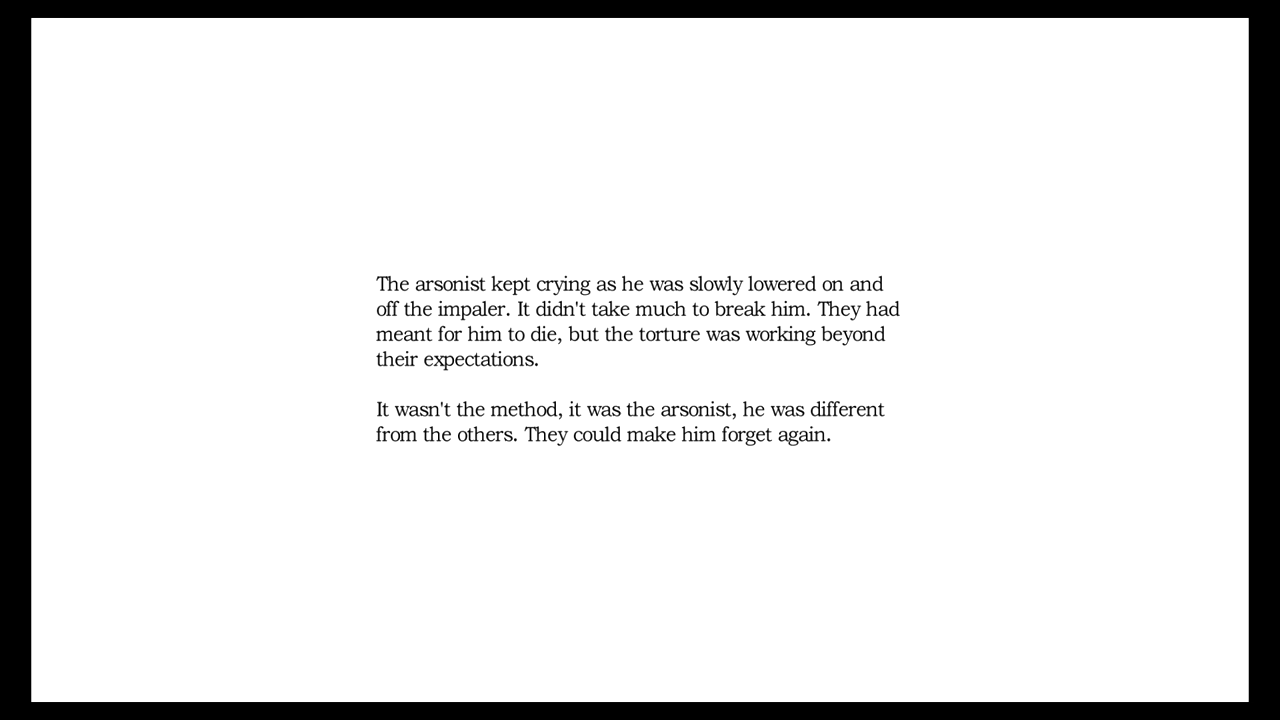 The arsonist kept crying as he was slowly lowered on and
off the impaler. It didn't take much to break him. They had
meant for him to die, but the torture was working beyond
their expectations.
It wasn't the method, it was the arsonist, he was different
from the others. They could make him forget again.